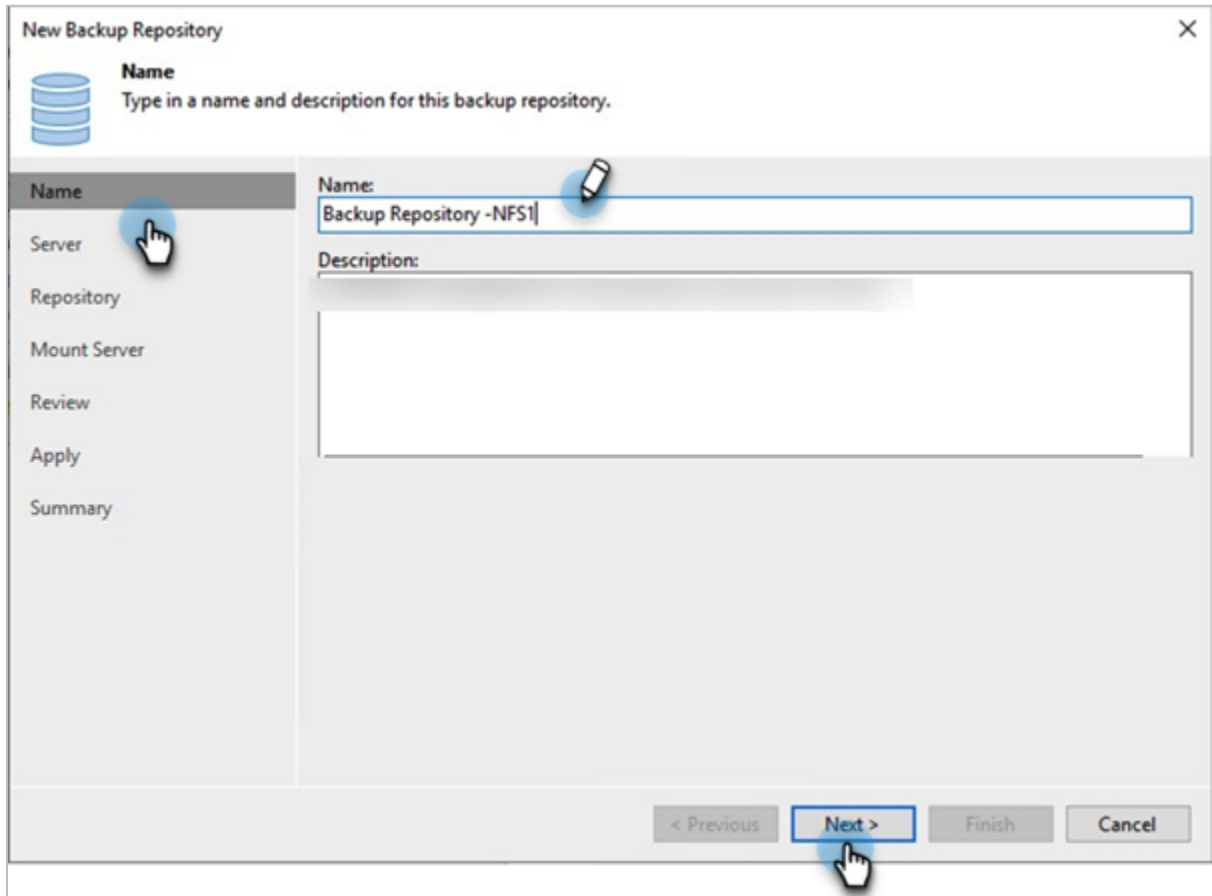 New Backup Repository
Name
Type in a name and description for this backup repository.
Name
Server
Repository
Mount Server
Review
Apply
Summary
Name:
Backup Repository -NFS1
Description:
< Previous
Next >
Finish
Cancel